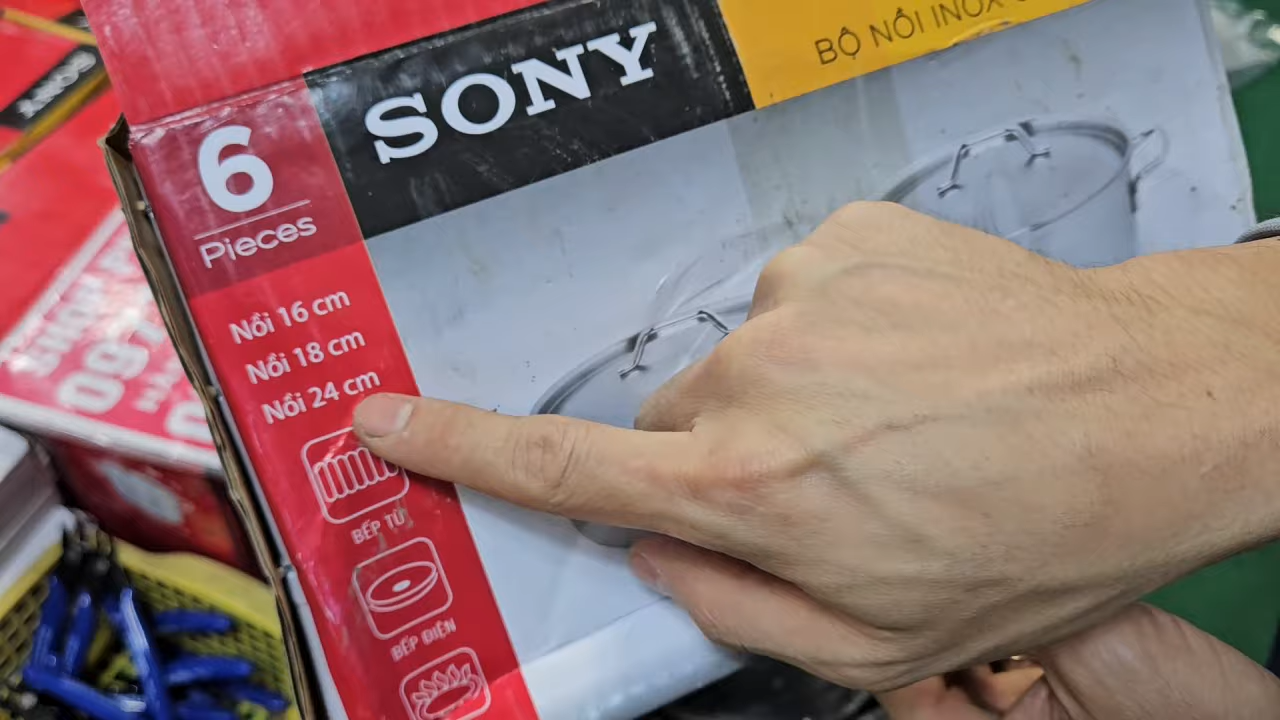 SONY
BỘ NỒI INOX
6
Pieces
Nồi 16 cm
Nồi 18 cm
Nồi 24 cm
BẾP TỪ
BẾP ĐIỆN
SONY
097